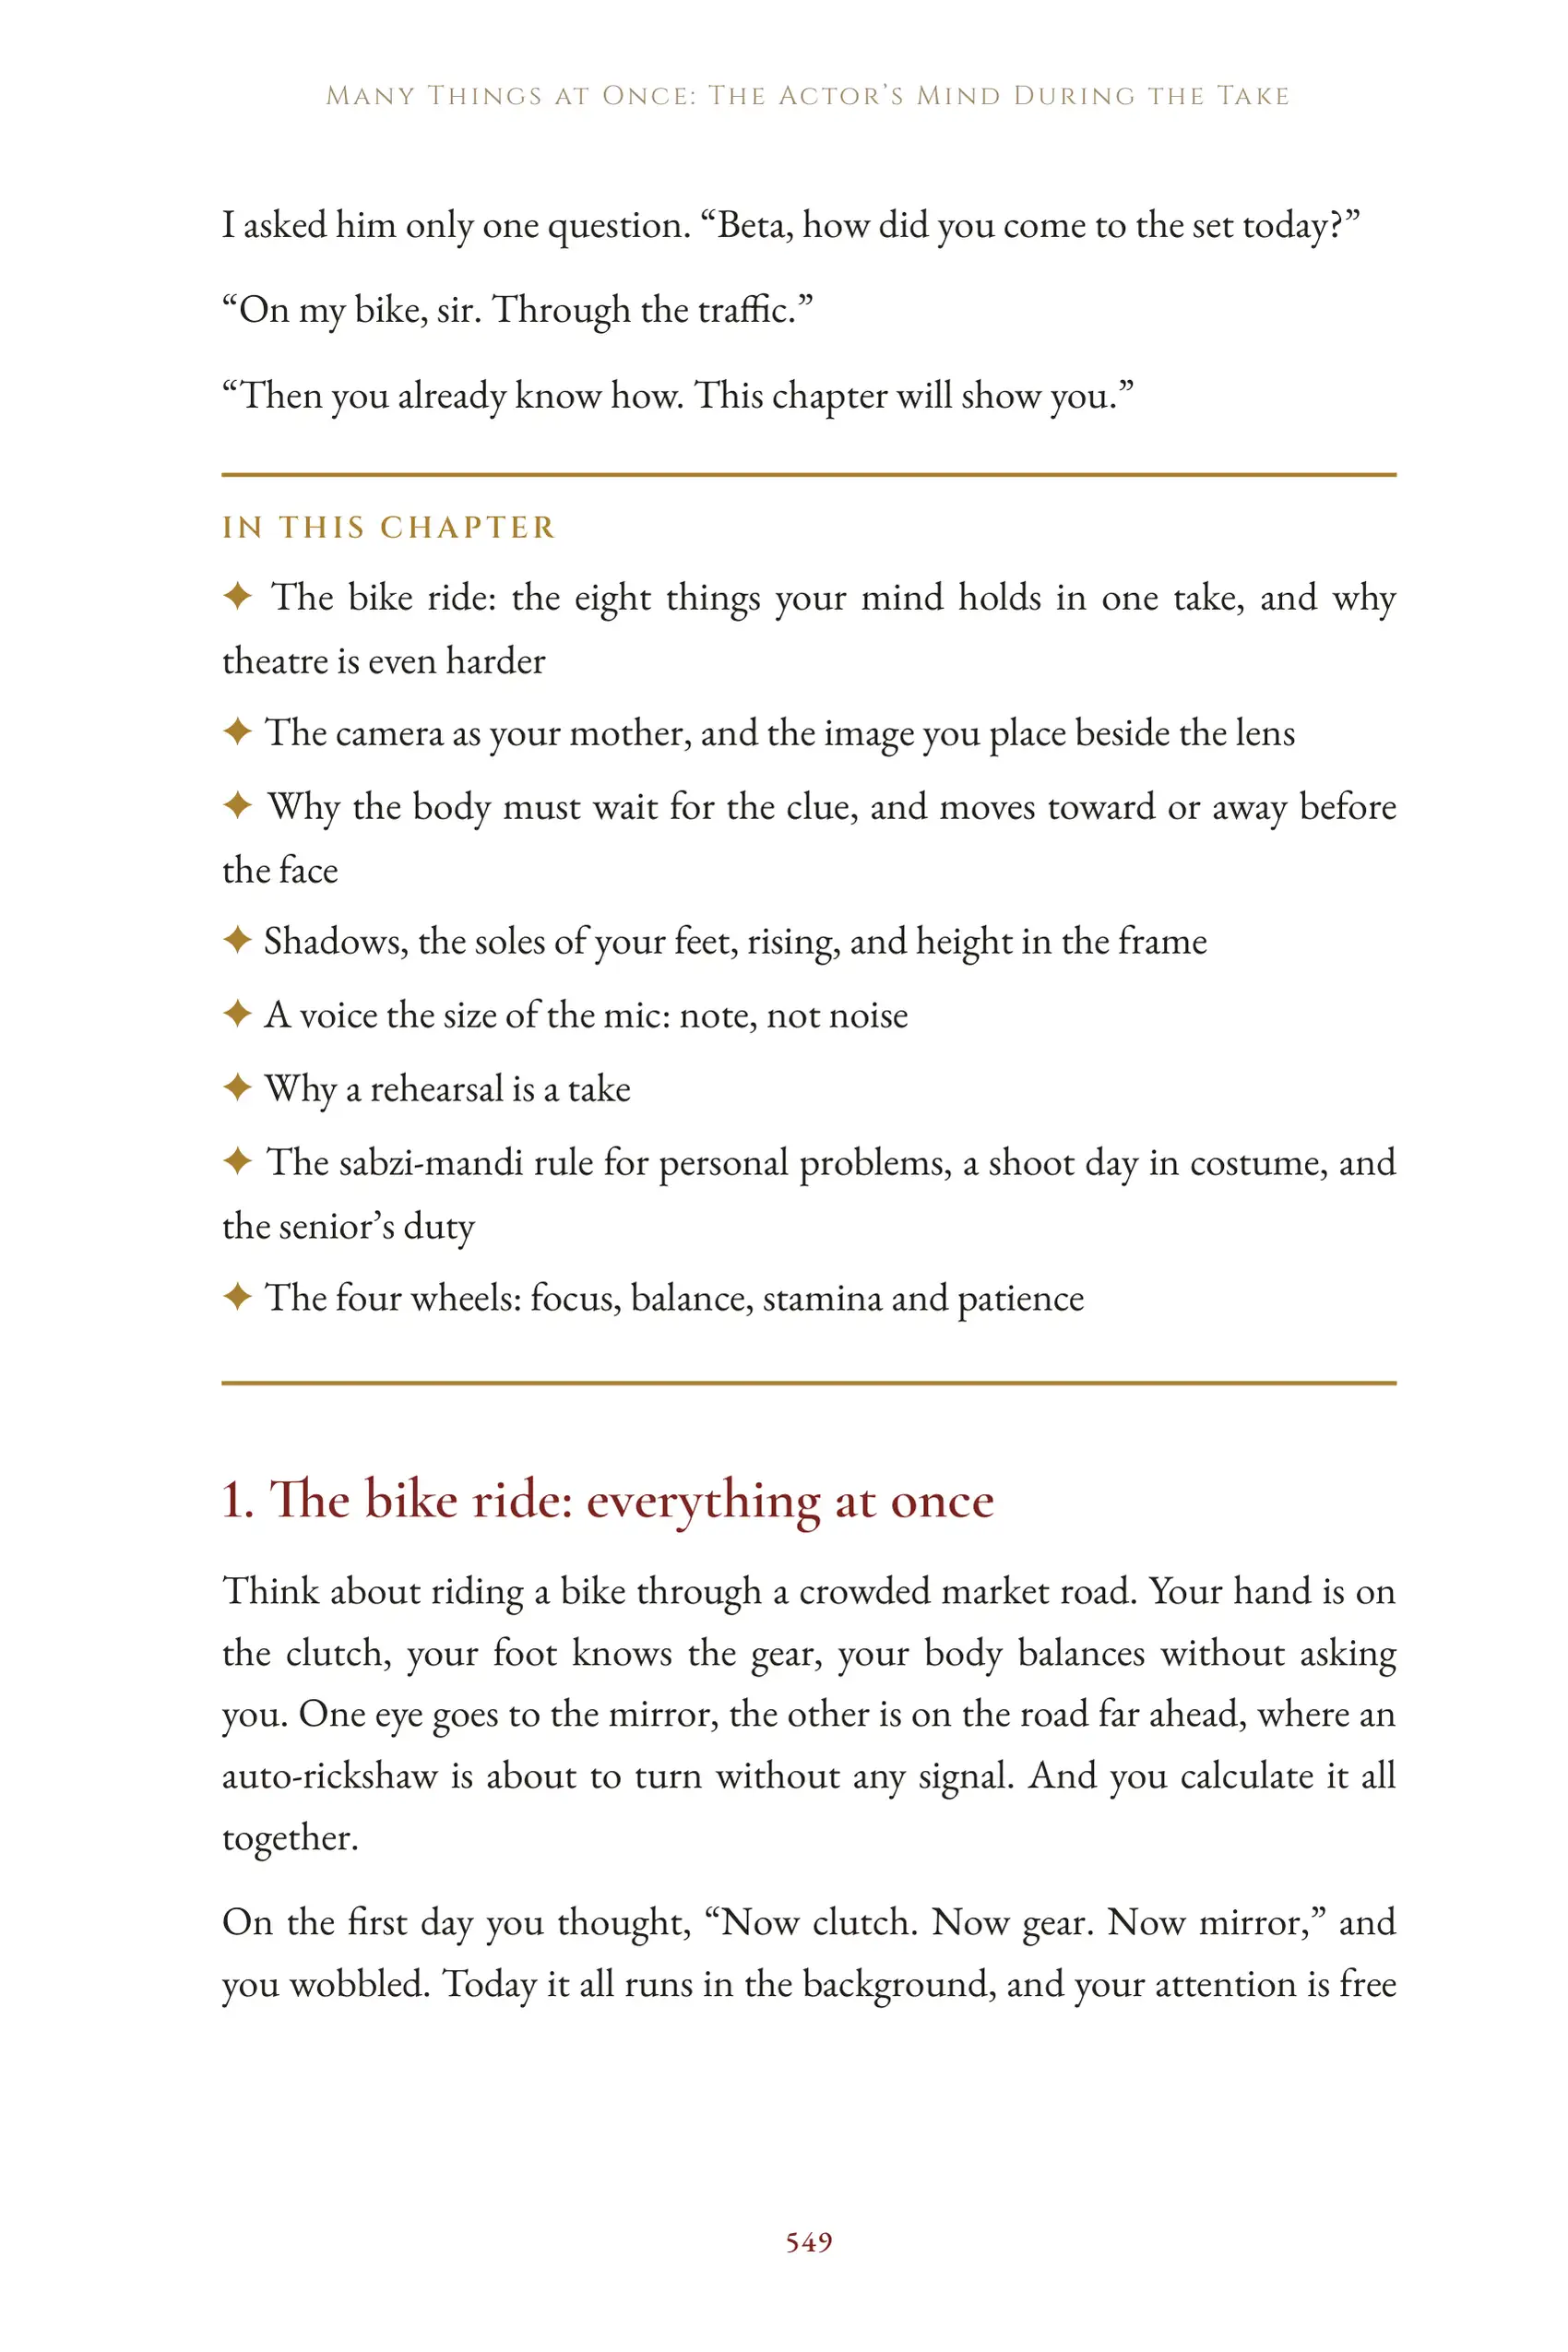 Many Things at Once: The Actor’s Mind During the Take
I asked him only one question. “Beta, how did you come to the set today?”
“On my bike, sir. Through the traffic.”
“Then you already know how. This chapter will show you.”
IN THIS CHAPTER
✦ The bike ride: the eight things your mind holds in one take, and why
theatre is even harder
✦ The camera as your mother, and the image you place beside the lens
✦ Why the body must wait for the clue, and moves toward or away before
the face
✦ Shadows, the soles of your feet, rising, and height in the frame
✦ A voice the size of the mic: note, not noise
✦ Why a rehearsal is a take
✦ The sabzi-mandi rule for personal problems, a shoot day in costume, and
the senior’s duty
✦ The four wheels: focus, balance, stamina and patience
1. The bike ride: everything at once
Think about riding a bike through a crowded market road. Your hand is on
the clutch, your foot knows the gear, your body balances without asking
you. One eye goes to the mirror, the other is on the road far ahead, where an
auto-rickshaw is about to turn without any signal. And you calculate it all
together.
On the first day you thought, “Now clutch. Now gear. Now mirror,” and
you wobbled. Today it all runs in the background, and your attention is free
549